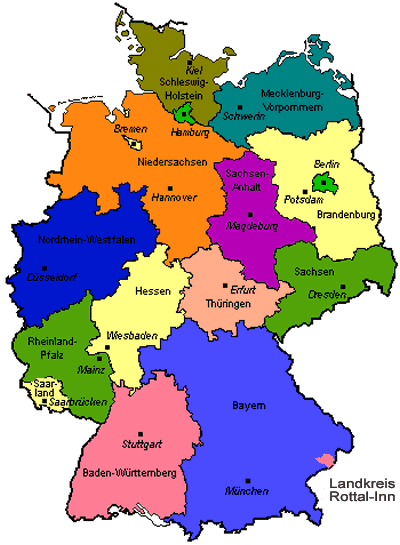 Kiel
Schleswig-
Holstein
Mecklenburg-
Vorpommern
Schwerin
Hamburg
Bremen
Niedersachsen
Hannover
Sachsen-
Anhalt
Magdeburg
Berlin
Potsdam
Brandenburg
Nordrhein-Westfalen
Düsseldorf
Hessen
Wiesbaden
Erfurt
Thüringen
Sachsen
Dresden
Rheinland-
Pfalz
Mainz
Saar-
land
Saarbrücken
Bayern
Stuttgart
Baden-Württemberg
München
Landkreis
Rottal-Inn